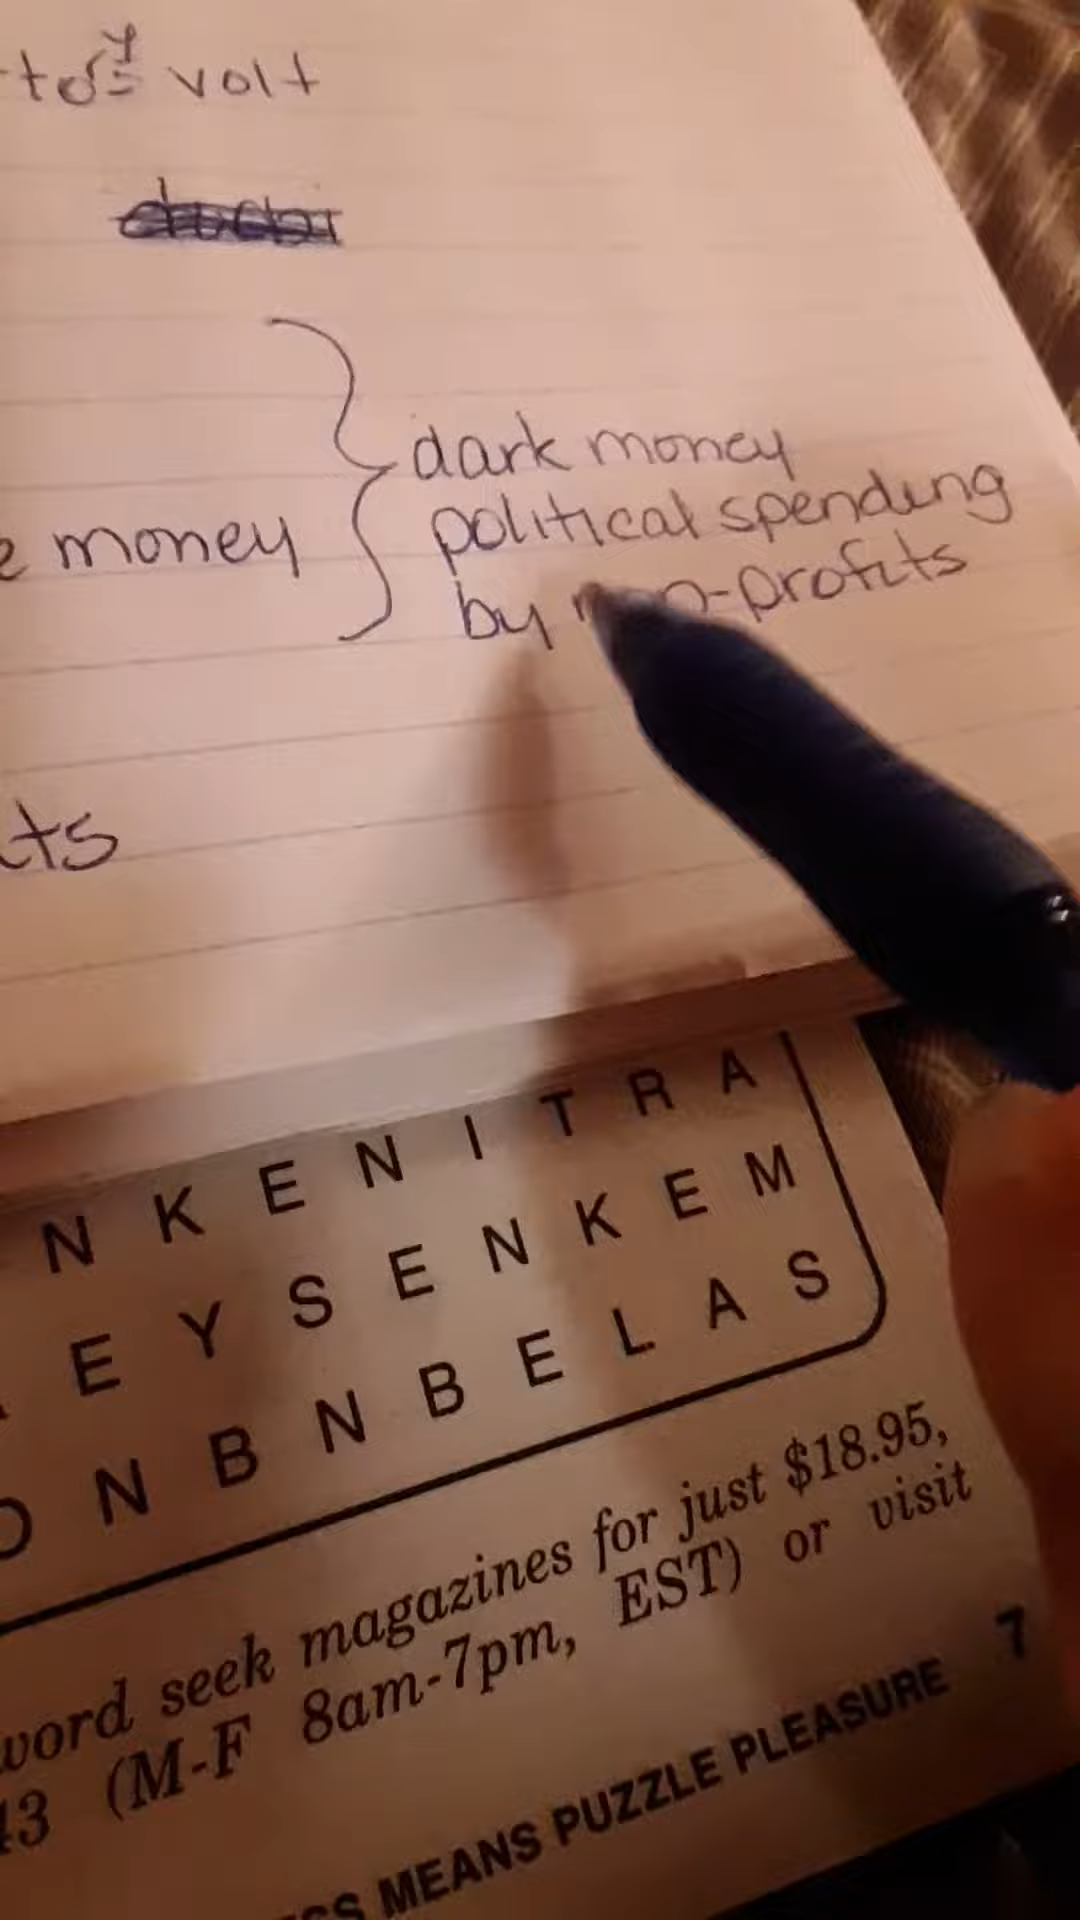 volt
money
dark money
political spending
by -profits
N K E N I T R A
E Y S E N K E M
O N B N B E L A S
word seek magazines for just $18.95,
43 (M-F 8am-7pm, EST) or visit
MEANS PUZZLE PLEASURE 7